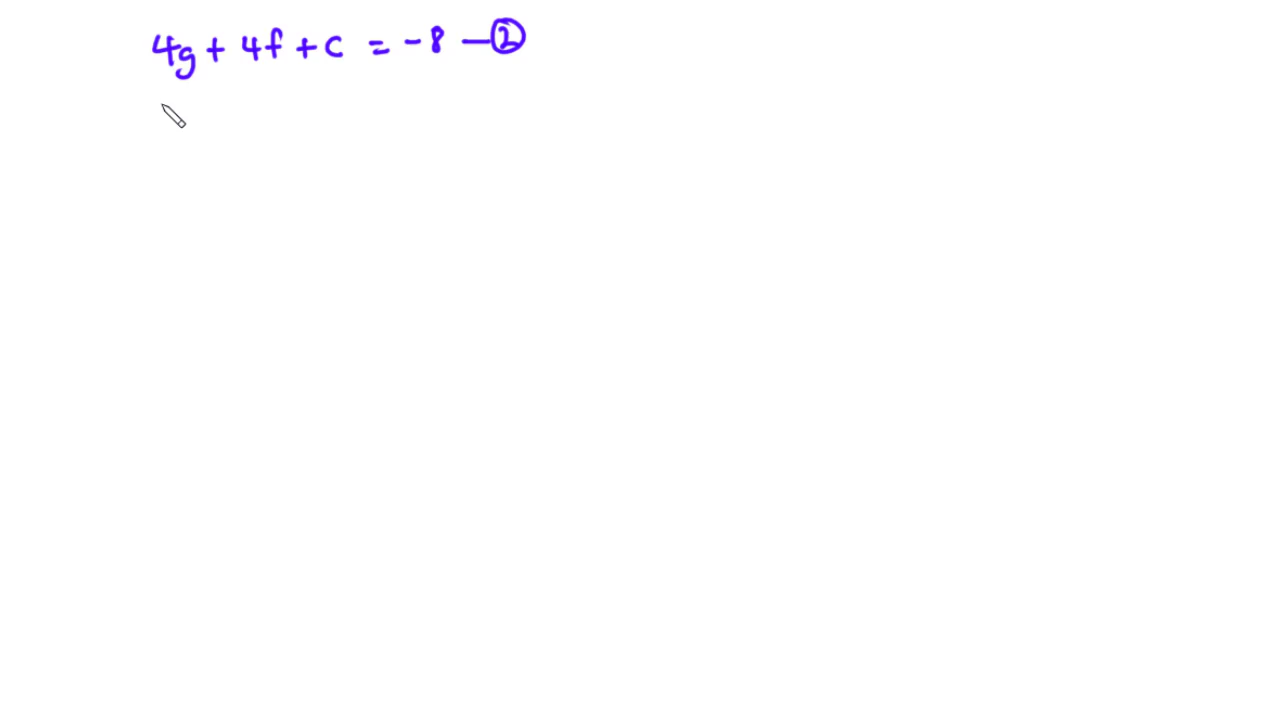 4g + 4f + c = -8 — ②